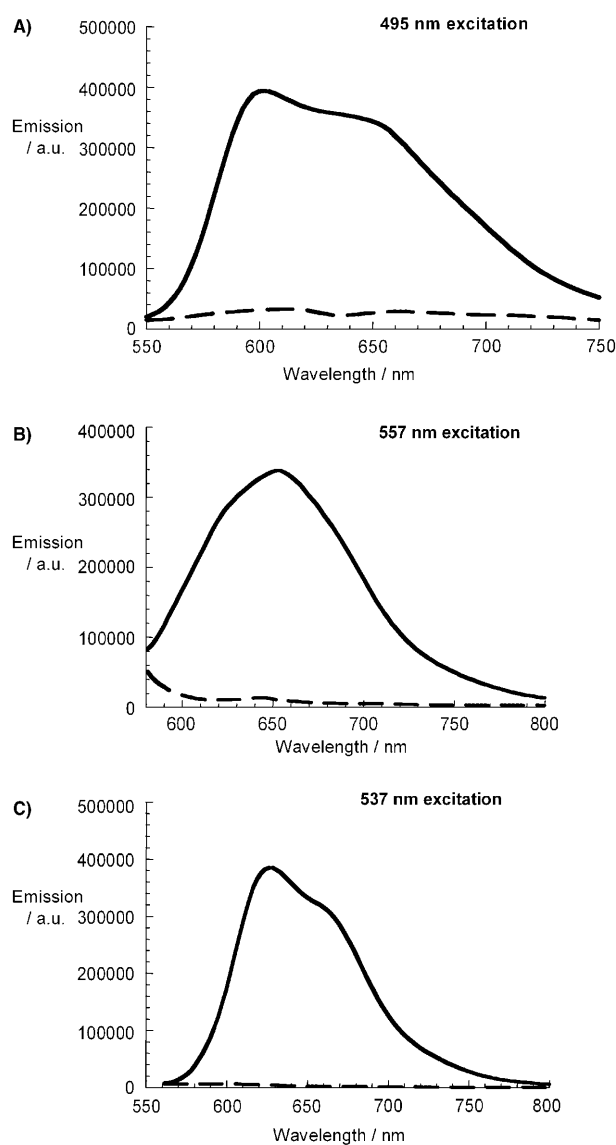 A)
495 nm excitation
500000
400000
Emission
/ a.u.
300000
200000
100000
0
550 600 650 700 750
Wavelength / nm
B)
557 nm excitation
400000
300000
Emission
/ a.u.
200000
100000
0
600 650 700 750 800
Wavelength / nm
C)
537 nm excitation
500000
400000
Emission
/ a.u.
300000
200000
100000
0
550 600 650 700 750 800
Wavelength / nm